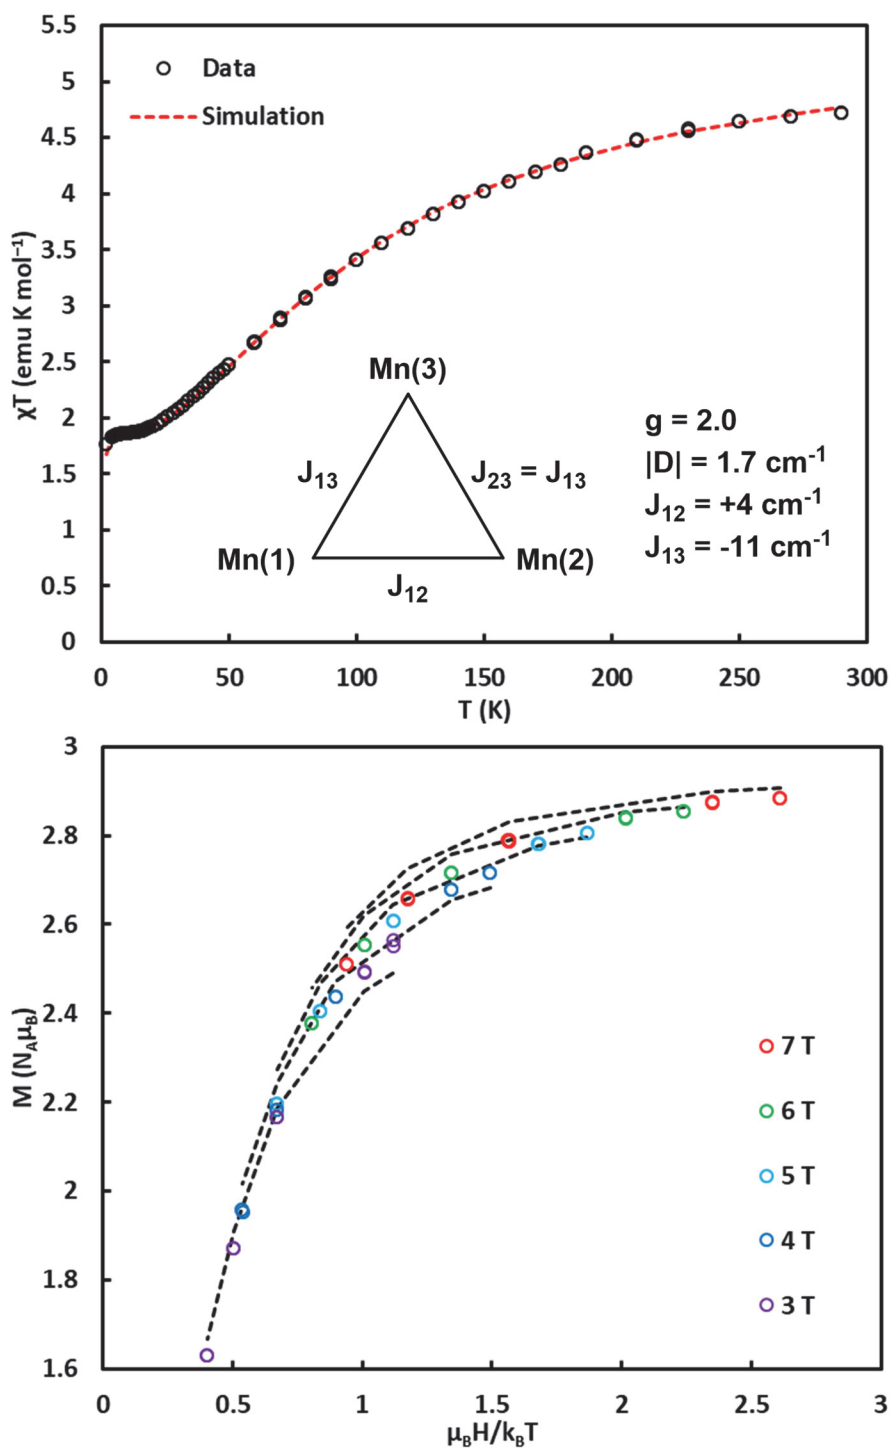 5.5
5
4.5
4
3.5
3
2.5
2
1.5
1
0.5
0
χT (emu K mol⁻¹)
Data
Simulation
Mn(3)
J₁₃
J₂₃ = J₁₃
Mn(1)
Mn(2)
J₁₂
g = 2.0
|D| = 1.7 cm⁻¹
J₁₂ = +4 cm⁻¹
J₁₃ = -11 cm⁻¹
0 50 100 150 200 250 300
T (K)
3
2.8
2.6
2.4
2.2
2
1.8
1.6
M (N_Aμ_B)
7 T
6 T
5 T
4 T
3 T
0 0.5 1 1.5 2 2.5 3
μ_BH/k_BT